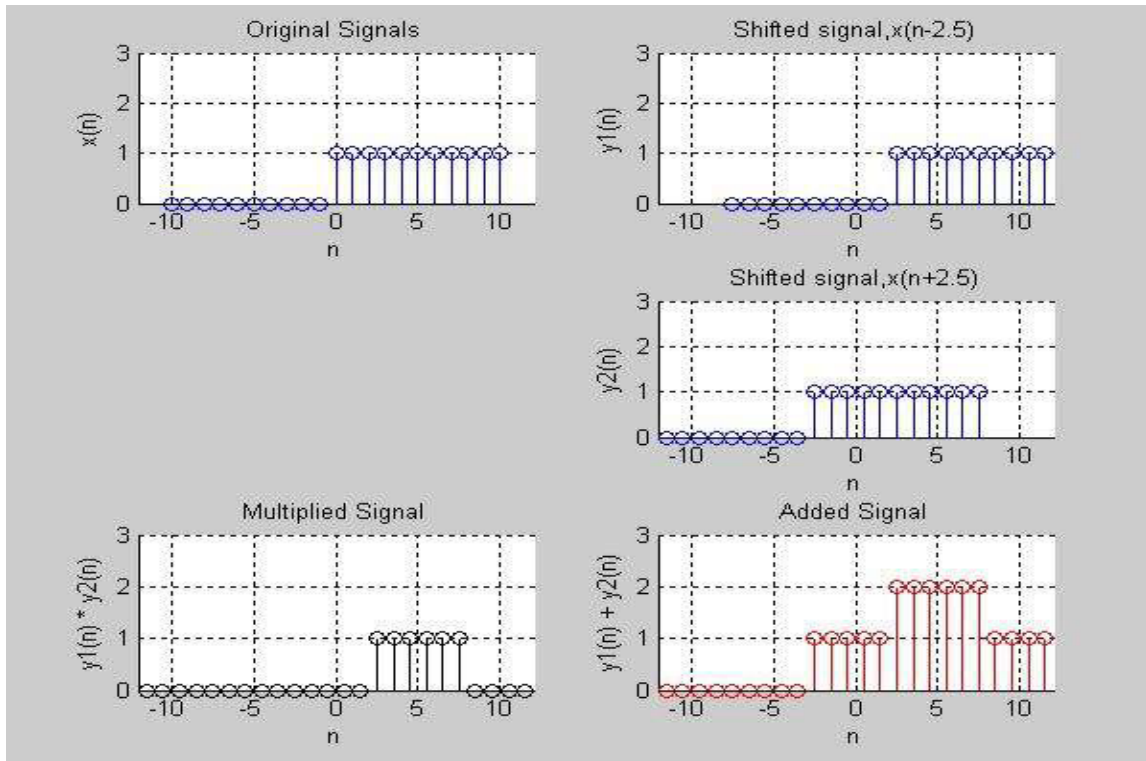 Original Signals
3
2
1
0
x(n)
-10 -5 0 5 10
n
Shifted signal,x(n-2.5)
3
2
1
0
y1(n)
-10 -5 0 5 10
n
Shifted signal,x(n+2.5)
3
2
1
0
y2(n)
-10 -5 0 5 10
n
Multiplied Signal
3
2
1
0
y1(n) * y2(n)
-10 -5 0 5 10
n
Added Signal
3
2
1
0
y1(n) + y2(n)
-10 -5 0 5 10
n